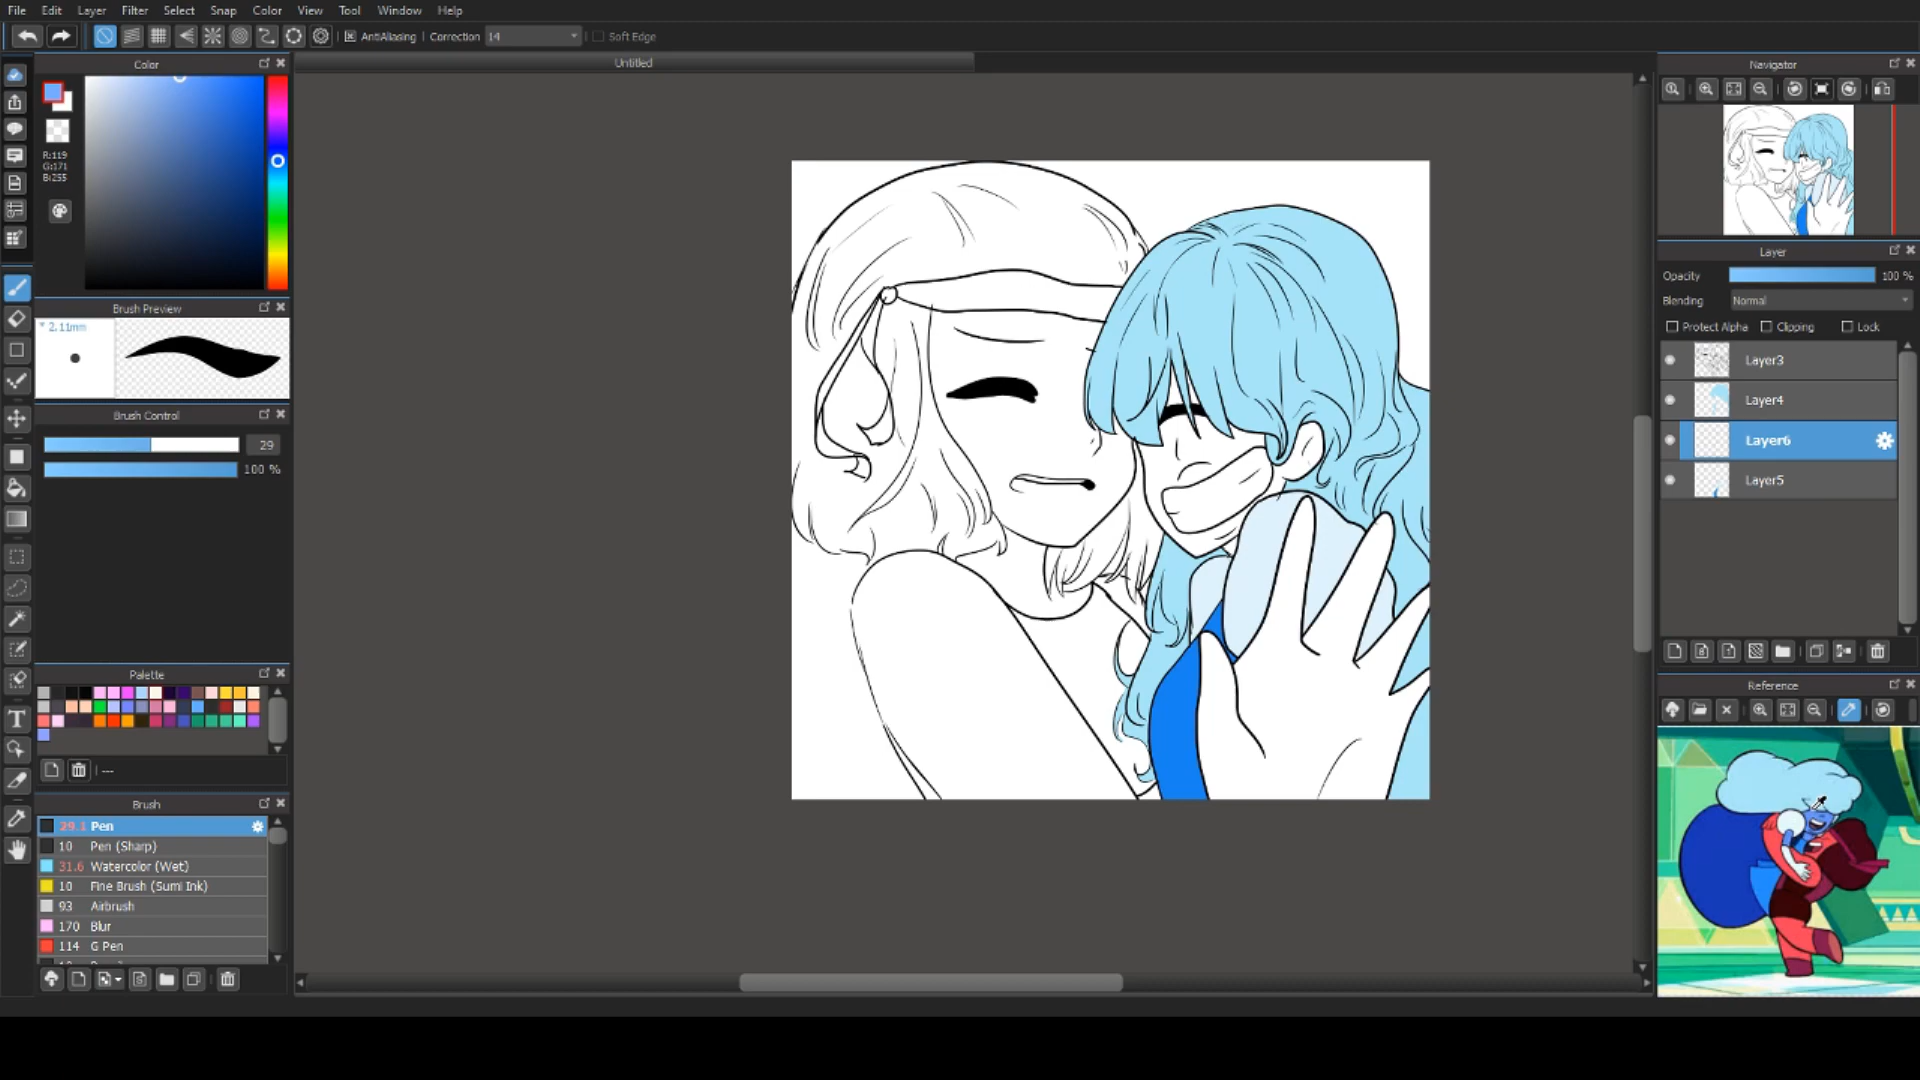 File Edit Layer Filter Select Snap Color View Tool Window Help
AntiAliasing Correction 14 Soft Edge
Untitled
Color
R:119
G:171
B:255
Brush Preview
2.11mm
Brush Control
29
100 %
Palette
---
Brush
29.1 Pen
10 Pen (Sharp)
31.6 Watercolor (Wet)
10 Fine Brush (Sumi Ink)
93 Airbrush
170 Blur
114 G Pen
Navigator
Layer
Opacity 100 %
Blending Normal
Protect Alpha Clipping Lock
Layer3
Layer4
Layer6
Layer5
Reference